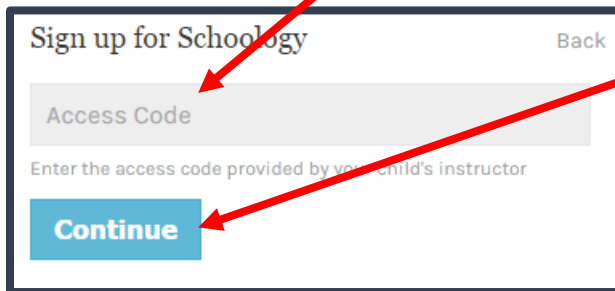 Sign up for Schoology Back
Access Code
Enter the access code provided by your child's instructor
Continue